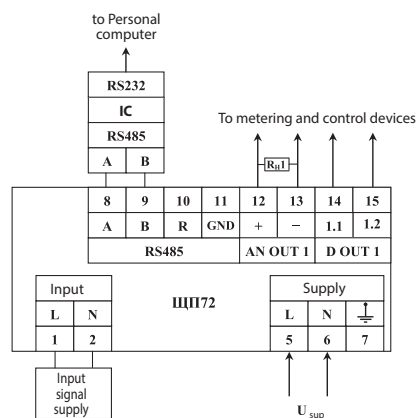 to Personal
computer
RS232
IC
RS485
A B
To metering and control devices
RН1
8 9 10 11 12 13 14 15
A B R GND + − 1.1 1.2
RS485 AN OUT 1 D OUT 1
Input
ЩП72
Supply
L N
L N
1 2
5 6 7
Input
signal
supply
U sup